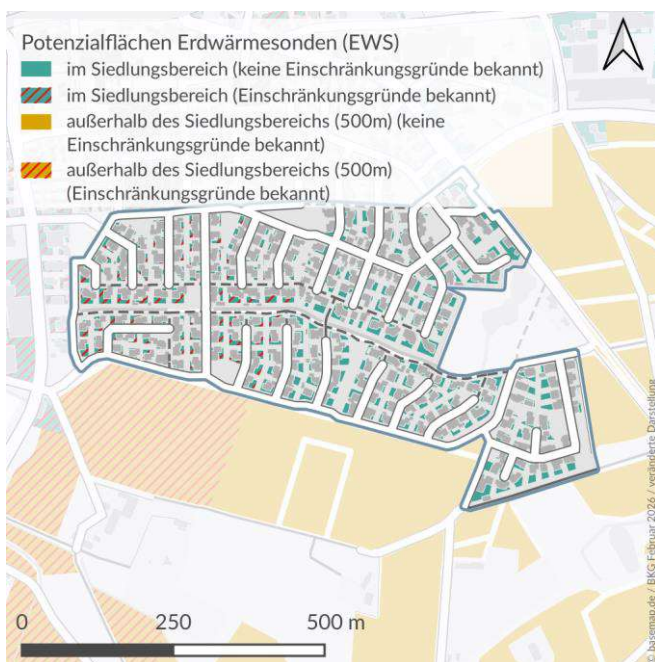 Potenzialflächen Erdwärmesonden (EWS)
im Siedlungsbereich (keine Einschränkungsgründe bekannt)
im Siedlungsbereich (Einschränkungsgründe bekannt)
außerhalb des Siedlungsbereichs (500m) (keine
Einschränkungsgründe bekannt)
außerhalb des Siedlungsbereichs (500m)
(Einschränkungsgründe bekannt)
0 250 500 m
© basemap.de / BKG Februar 2026 / veränderte Darstellung